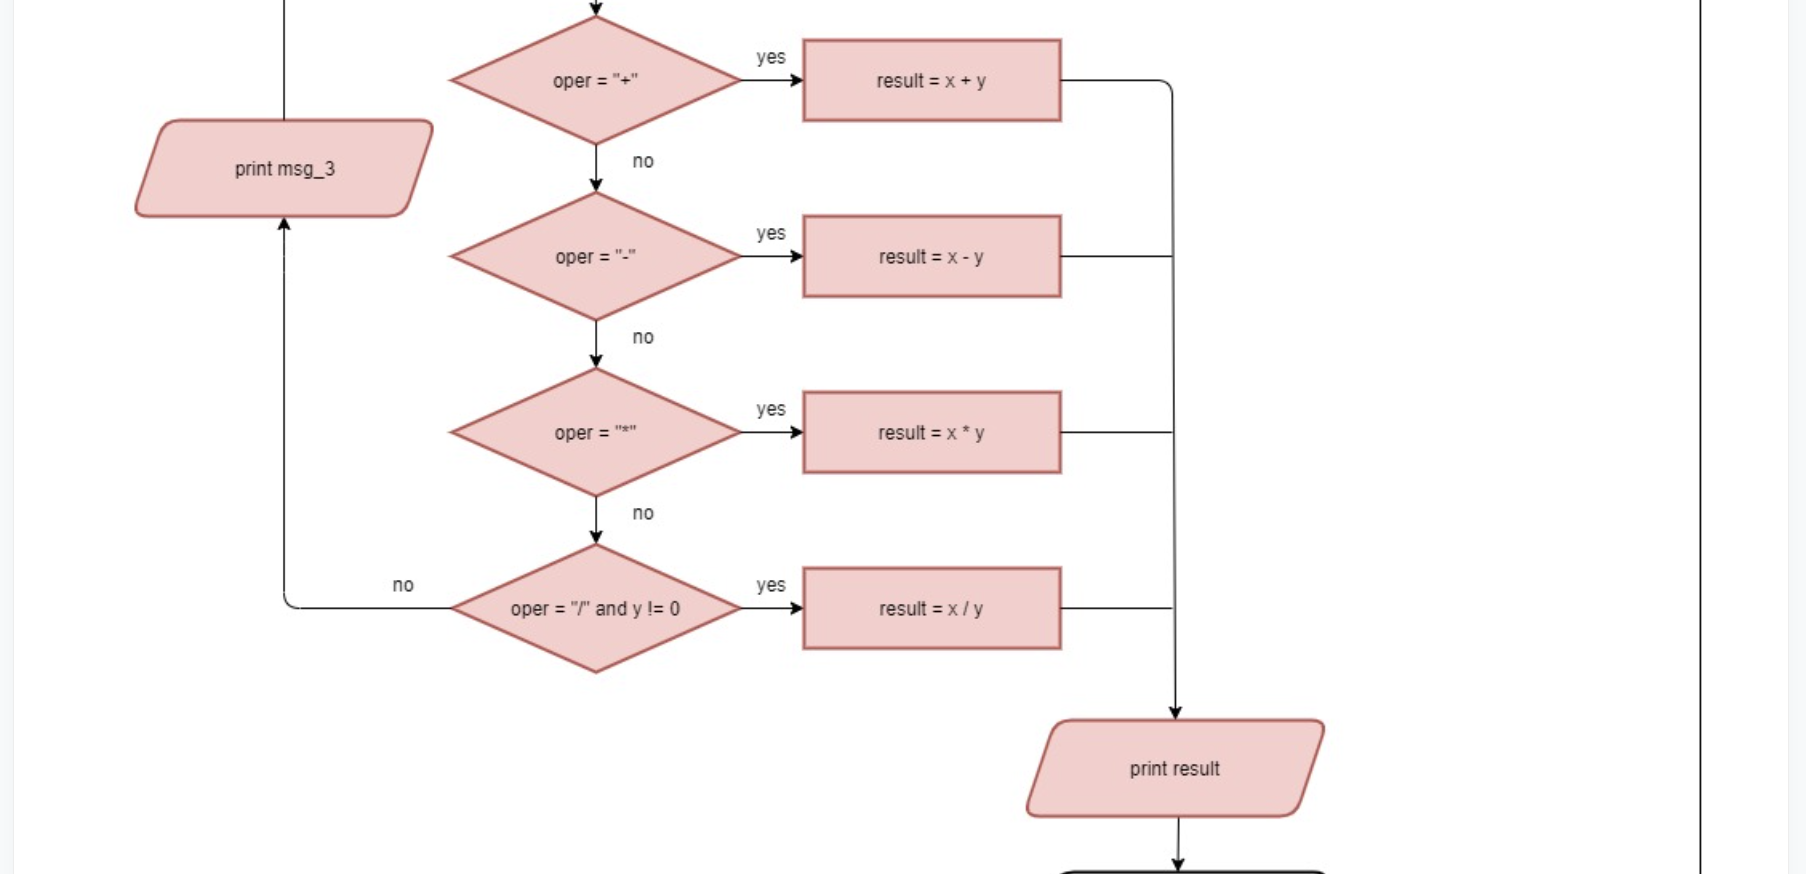 oper = "+"
yes
result = x + y
no
print msg_3
oper = "-"
yes
result = x - y
no
oper = "*"
yes
result = x * y
no
no
oper = "/" and y != 0
yes
result = x / y
print result